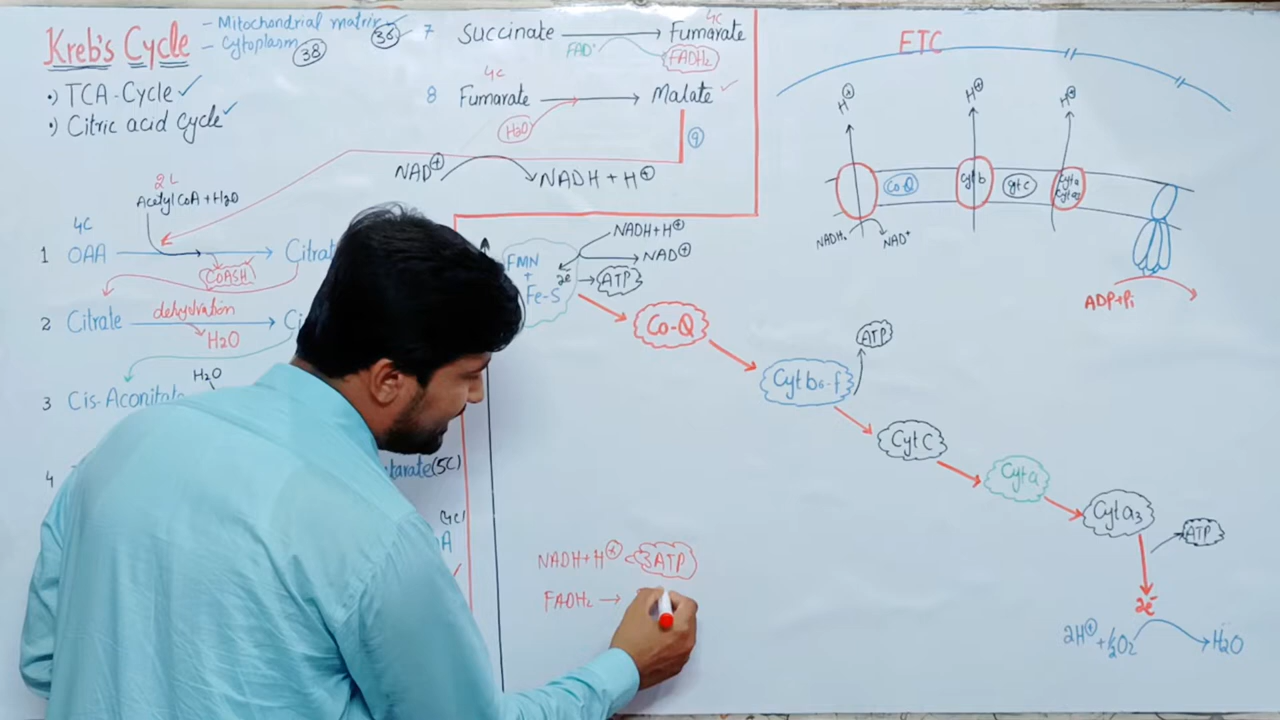 Kreb's Cycle
- Mitochondrial matrix 36
- Cytoplasm 38
•) TCA-Cycle ✓
•) Citric acid cycle ✓
7 Succinate → Fumarate
4C
FAD⁺
FADH₂
4C
8 Fumarate → Malate ✓
H2O
9
NAD⊕ → NADH + H⊕
Acetyl CoA + H2O
4C
1 OAA → Citrat
CoASH
2 Citrate → Ci
dehydration
H2O
3 Cis-Aconitate
H2O
4
tarate (5C)
A
FMN
+
Fe-S
NADH+H⊕
NAD⊕
2e⁻ → ATP
Co-Q
Cyt b6-f
ATP
Cyt C
Cyt a
Cyt a3
ATP
2e⁻
2H⊕ + ½O2 → H2O
NADH+H⊕ 3ATP
FADH₂ →
ETC
H⊕ H⊕ H⊕
Co-Q Cyt b Cyt C Cyt a Cyt a3
NADH₂ NAD⁺
ADP+Pi